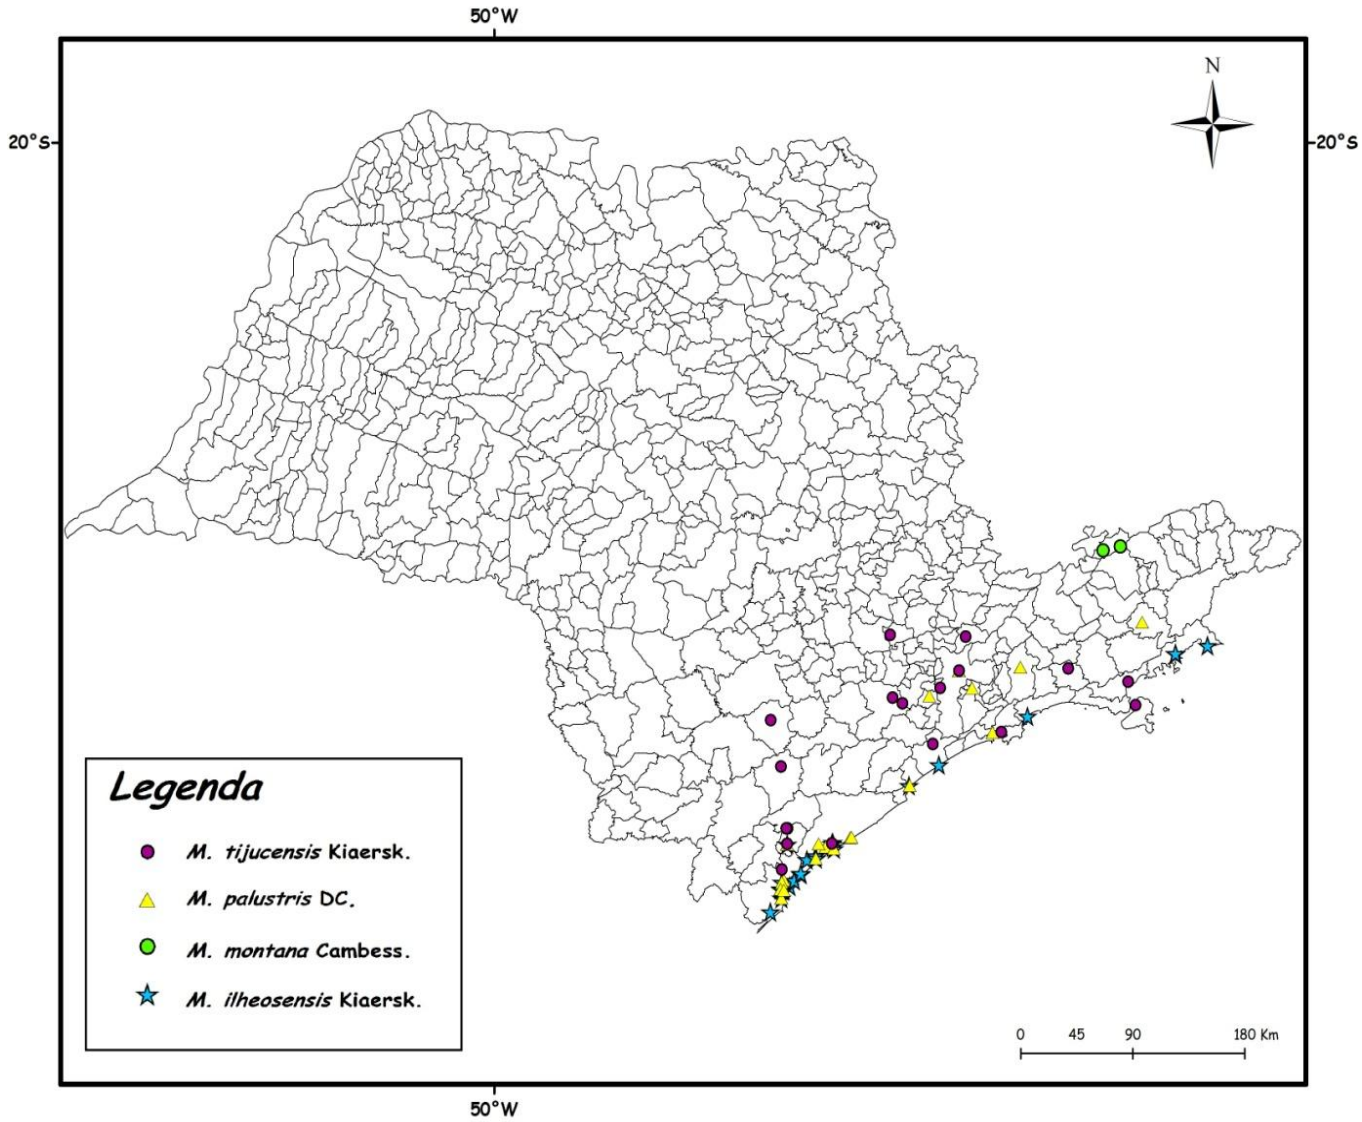 50°W
N
20°S
20°S
Legenda
M. tijucensis Kiaersk.
M. palustris DC.
M. montana Cambess.
M. ilheosensis Kiaersk.
0 45 90 180 Km
50°W